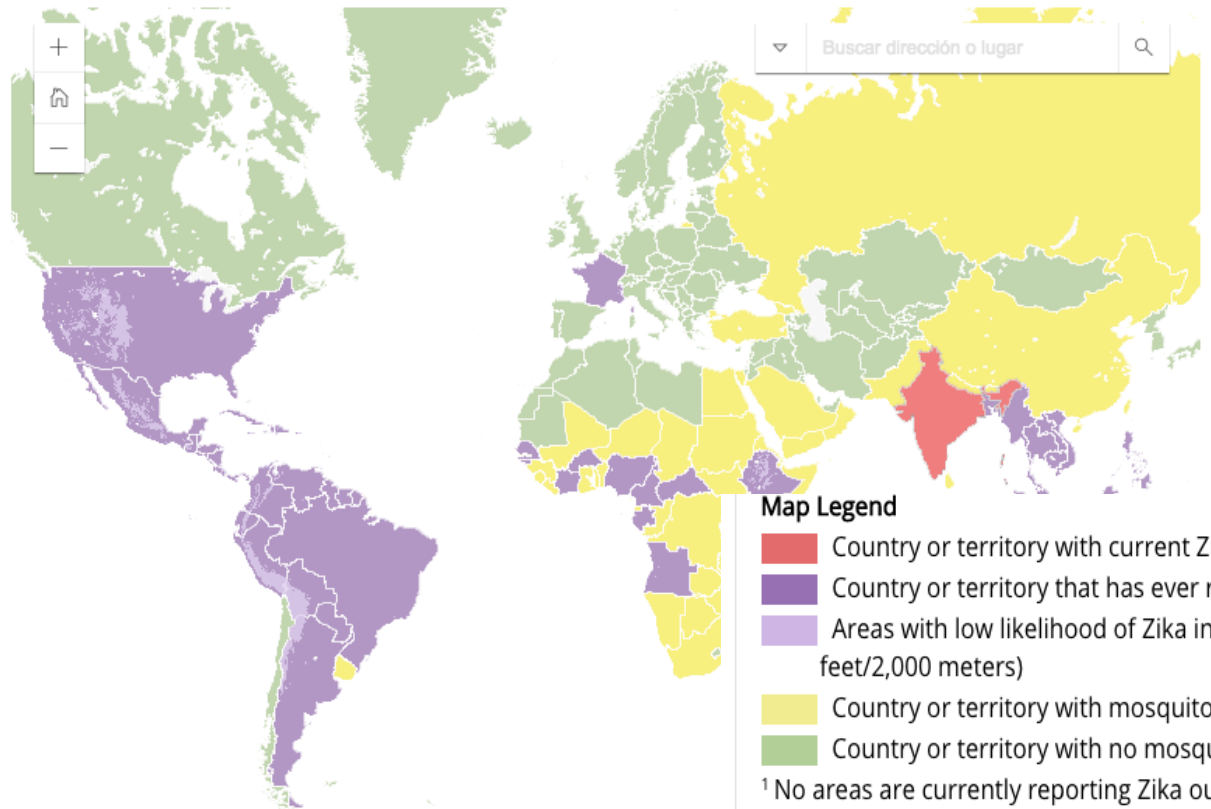 Buscar dirección o lugar
Map Legend
Country or territory with current Z
Country or territory that has ever r
Areas with low likelihood of Zika in
feet/2,000 meters)
Country or territory with mosquito
Country or territory with no mosqu
¹ No areas are currently reporting Zika ou